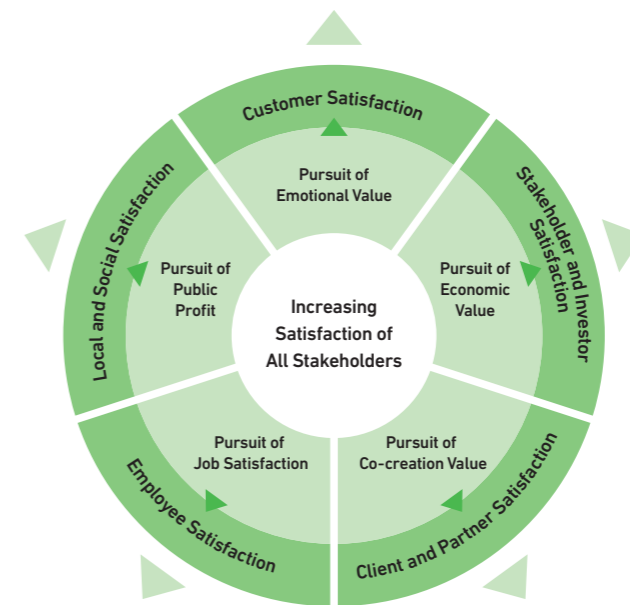 Customer Satisfaction
Pursuit of
Emotional Value
Stakeholder and Investor
Satisfaction
Pursuit of
Economic
Value
Local and Social Satisfaction
Pursuit of
Public
Profit
Increasing
Satisfaction of
All Stakeholders
Pursuit of
Job Satisfaction
Pursuit of
Co-creation Value
Employee Satisfaction
Client and Partner Satisfaction